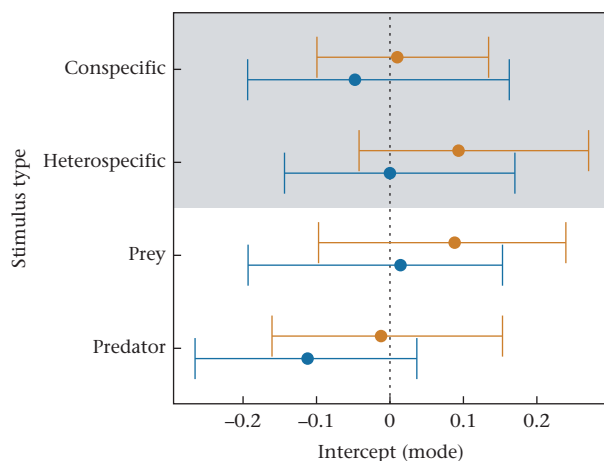 Stimulus type
Conspecific
Heterospecific
Prey
Predator
–0.2 –0.1 0 0.1 0.2
Intercept (mode)